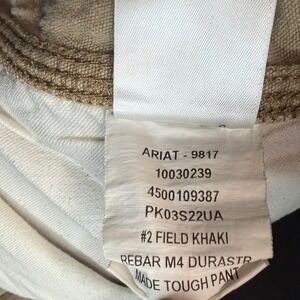 ARIAT - 9817
10030239
4500109387
PK03S22UA
#2 FIELD KHAKI
REBAR M4 DURASTR
MADE TOUGH PANT